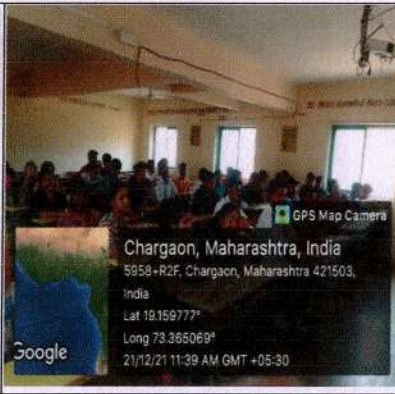 GPS Map Camera
Chargaon, Maharashtra, India
5958+R2F, Chargaon, Maharashtra 421503,
India
Lat 19.159777°
Long 73.365069°
21/12/21 11:39 AM GMT +05:30
Google